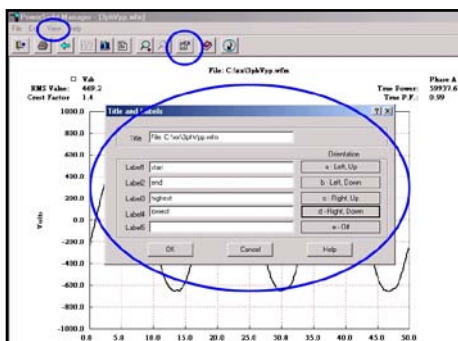 Manager - [3phVpp.wfm]
File View Help
File: C:\xx\3phVpp.wfm
Vab Phase A
RMS Value: 469.2 True Power: 59937.6
Crest Factor 1.4 True P.F.: 0.99
Title and Labels
Title File: C:\xx\3phVpp.wfm
Orientation
Label1 start a - Left, Up
Label2 end b - Left, Down
Label3 highest c - Right, Up
Label4 lowest d - Right, Down
Label5 e - Off
OK Cancel Help
Volts
1000.0
800.0
600.0
400.0
200.0
0.0
-200.0
-400.0
-600.0
-800.0
-1000.0
0.0 5.0 10.0 15.0 20.0 25.0 30.0 35.0 40.0 45.0 50.0